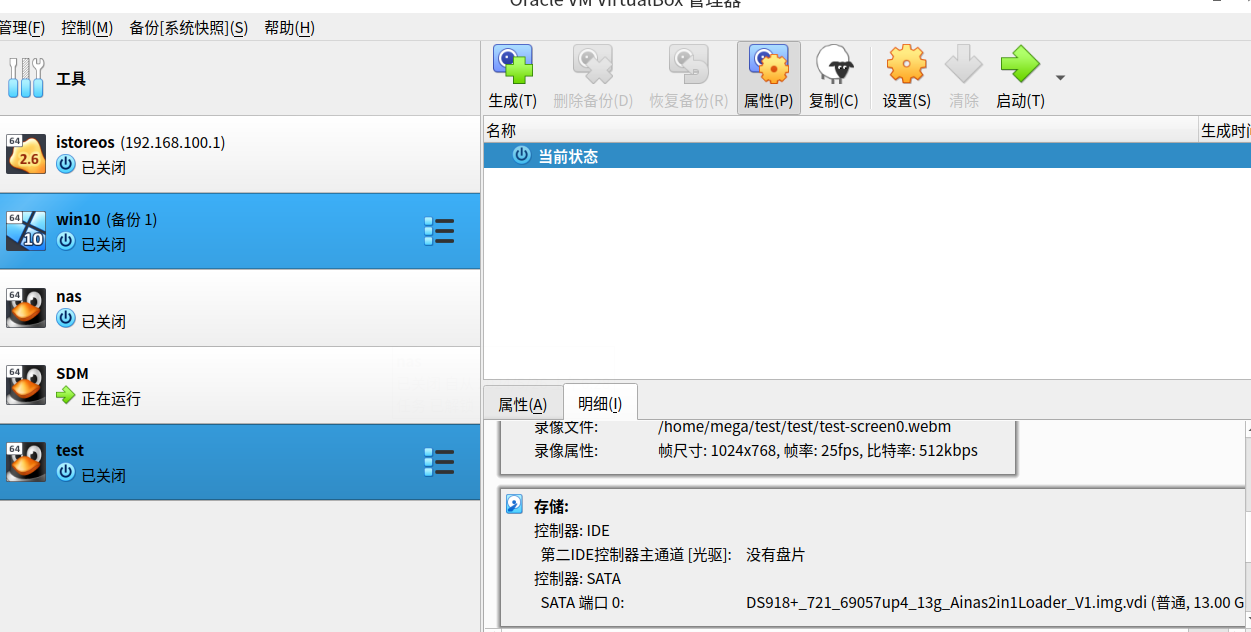 Oracle VM VirtualBox 管理器
管理(F) 控制(M) 备份[系统快照](S) 帮助(H)
工具
生成(T) 删除备份(D) 恢复备份(R) 属性(P) 复制(C) 设置(S) 清除 启动(T)
名称 生成时间
当前状态
64
2.6
istoreos (192.168.100.1)
已关闭
64
10
win10 (备份 1)
已关闭
64
nas
已关闭
64
SDM
正在运行
64
test
已关闭
属性(A) 明细(I)
录像文件: /home/mega/test/test/test-screen0.webm
录像属性: 帧尺寸: 1024x768, 帧率: 25fps, 比特率: 512kbps
存储:
控制器: IDE
第二IDE控制器主通道 [光驱]: 没有盘片
控制器: SATA
SATA 端口 0: DS918+_721_69057up4_13g_Ainas2in1Loader_V1.img.vdi (普通, 13.00 G